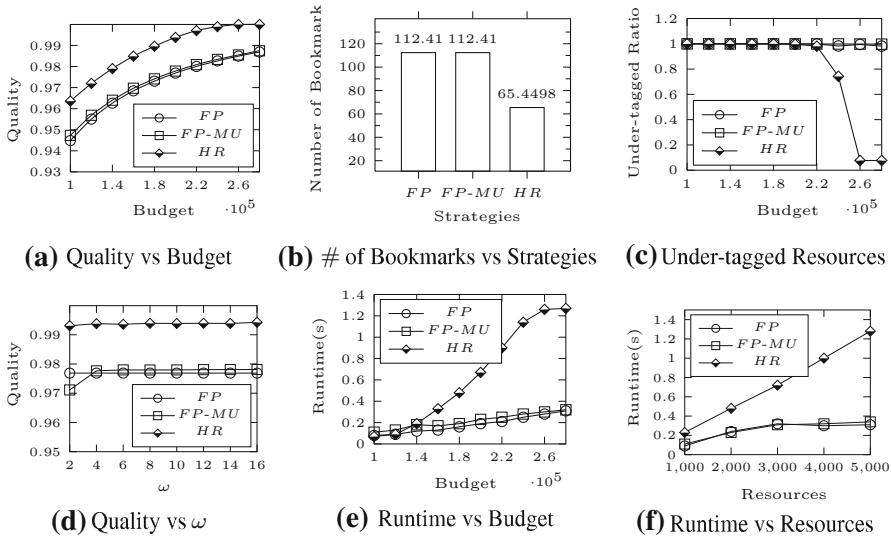 0.99
0.98
0.96
0.95
0.94
0.93
1
1.4
1.8
2.2
2.6
·10^5
Quality
Budget
FP
FP-MU
HR
(a) Quality vs Budget
120
100
80
60
40
20
112.41
112.41
65.4498
FP
FP-MU
HR
Number of Bookmark
Strategies
(b) # of Bookmarks vs Strategies
1.2
1
0.8
0.6
0.4
0.2
0
1
1.4
1.8
2.2
2.6
·10^5
Under-tagged Ratio
Budget
FP
FP-MU
HR
(c) Under-tagged Resources
0.99
0.97
0.96
0.95
2
4
6
8
10
12
14
16
Quality
ω
FP
FP-MU
HR
(d) Quality vs ω
1.4
1.2
1
0.8
0.6
0.4
0.2
0
1
1.4
1.8
2.2
2.6
·10^5
Runtime(s)
Budget
FP
FP-MU
HR
(e) Runtime vs Budget
1.4
1.2
1
0.8
0.6
0.4
0.2
0
1,000
2,000
3,000
4,000
5,000
Runtime(s)
Resources
FP
FP-MU
HR
(f) Runtime vs Resources